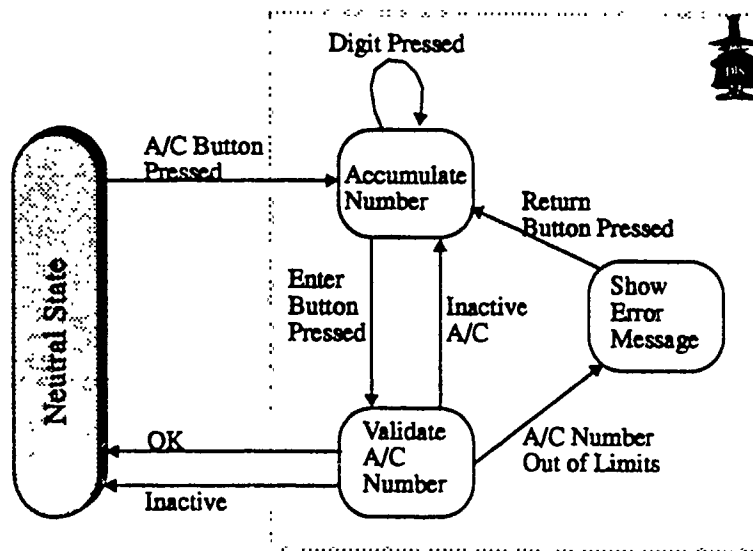 Digit Pressed
A/C Button
Pressed
Accumulate
Number
Return
Button Pressed
Neutral State
Enter
Button
Pressed
Inactive
A/C
Show
Error
Message
OK
Validate
A/C
Number
A/C Number
Out of Limits
Inactive